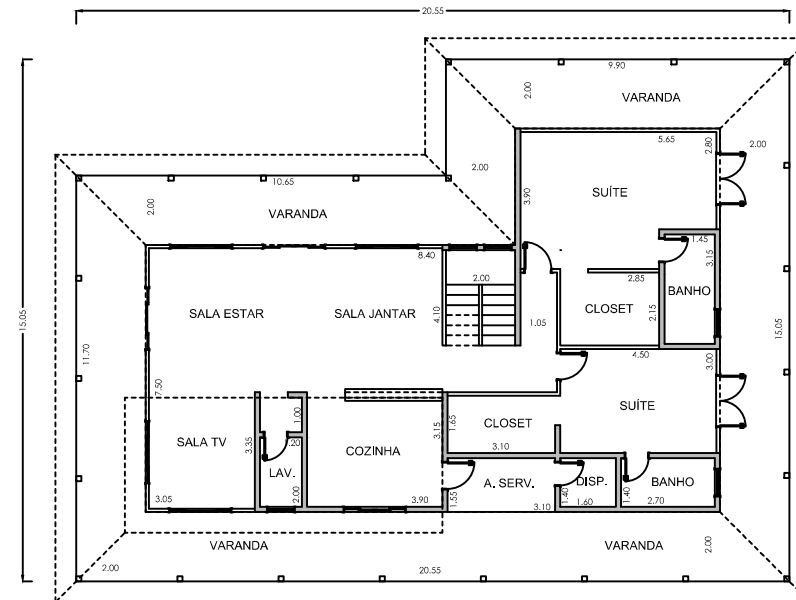 20.55
9.90
2.00
VARANDA
5.65
2.80
2.00
2.00
10.65
2.00
VARANDA
3.90
SUÍTE
1.45
3.15
8.40
2.00
2.85
BANHO
SALA ESTAR
SALA JANTAR
4.10
1.05
CLOSET
2.15
15.05
15.05
11.70
4.50
3.00
7.50
1.00
SUÍTE
1.65
CLOSET
3.15
SALA TV
3.35
1.20
COZINHA
3.10
LAV.
A. SERV.
DISP.
BANHO
3.05
2.00
3.90
1.55
3.10
1.40
1.60
1.40
2.70
VARANDA
VARANDA
2.00
2.00
20.55